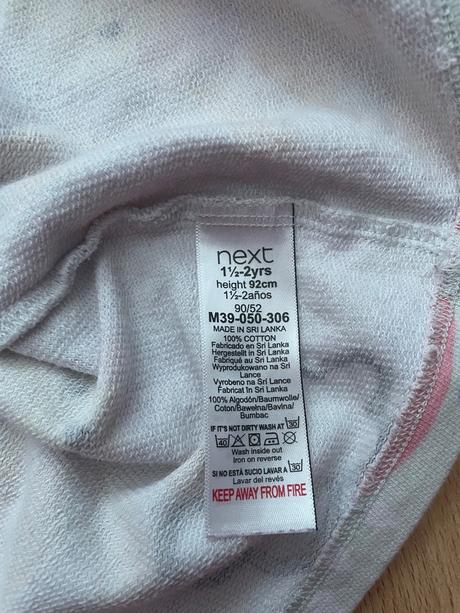 next
1½-2yrs
height 92cm
1½-2años
90/52
M39-050-306
MADE IN SRI LANKA
100% COTTON
Fabricado en Sri Lanka
Hergestellt in Sri Lanka
Fabriqué au Sri Lanka
Wyprodukowano na Sri
Lance
Vyrobeno na Sri Lance
Fabricat în Sri Lanka
100% Algodón/Baumwolle/
Coton/Bawełna/Bavlna/
Bumbac
IF IT'S NOT DIRTY WASH AT 30
40
Wash inside out
Iron on reverse
SI NO ESTÁ SUCIO LAVAR A 30
Lavar del revés
KEEP AWAY FROM FIRE